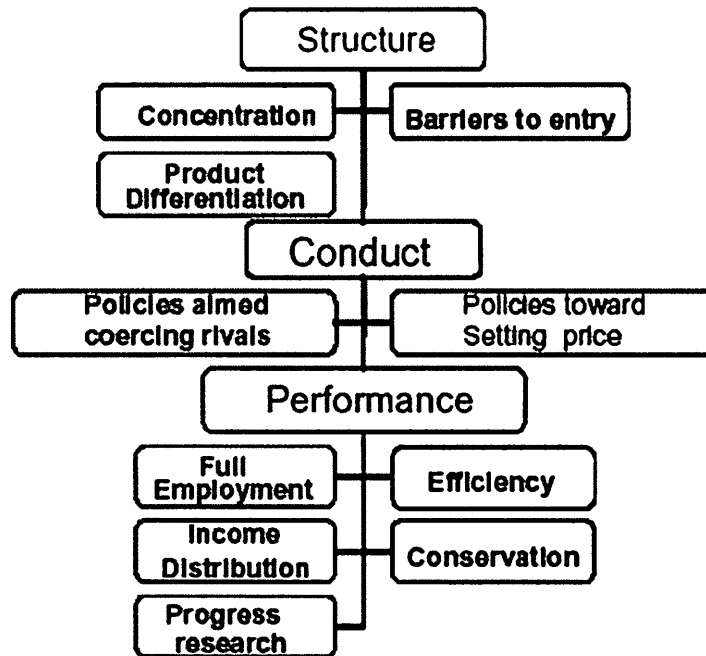 Structure
Concentration
Barriers to entry
Product
Differentiation
Conduct
Policies aimed
coercing rivals
Policies toward
Setting price
Performance
Full
Employment
Efficiency
Income
Distribution
Conservation
Progress
research